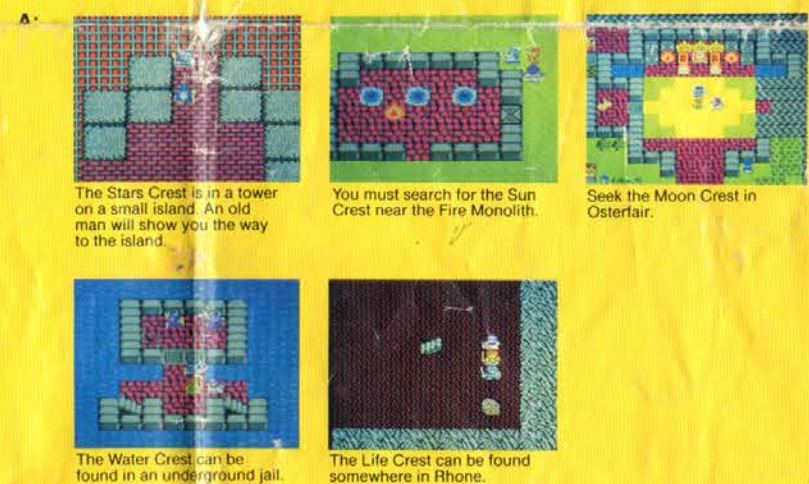 A:
The Stars Crest is in a tower
on a small island. An old
man will show you the way
to the island.
You must search for the Sun
Crest near the Fire Monolith.
Seek the Moon Crest in
Osterfair.
The Water Crest can be
found in an underground jail.
The Life Crest can be found
somewhere in Rhone.